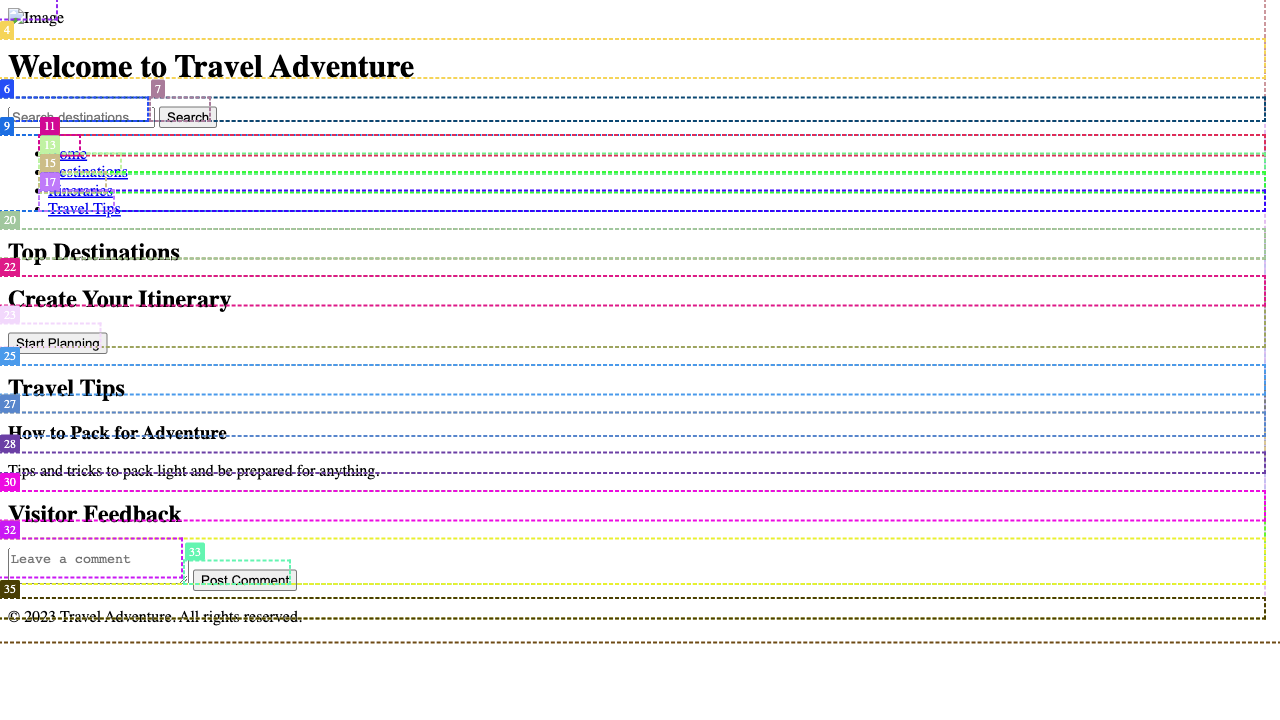 Image
4
Welcome to Travel Adventure
6
7
Search destinations
Search
9
11
Home
13
Destinations
15
Itineraries
17
Travel Tips
20
Top Destinations
22
Create Your Itinerary
23
Start Planning
25
Travel Tips
27
How to Pack for Adventure
28
Tips and tricks to pack light and be prepared for anything.
30
Visitor Feedback
32
Leave a comment
33
Post Comment
35
© 2023 Travel Adventure. All rights reserved.